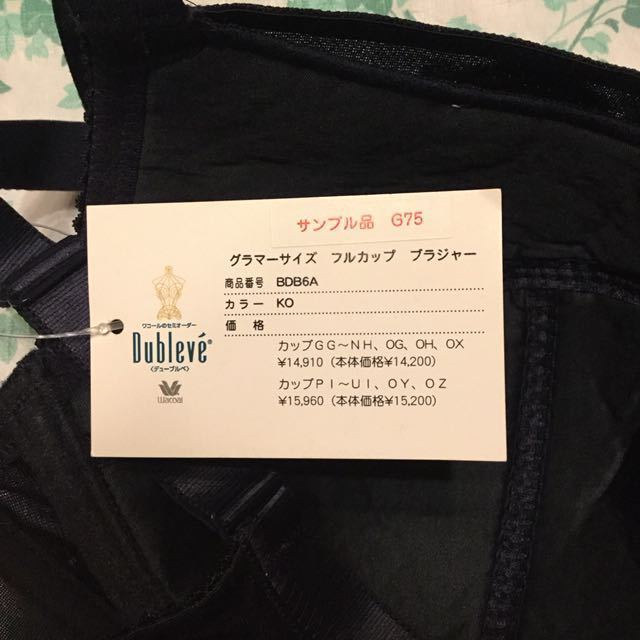 サンプル品 G75
グラマーサイズ フルカップ ブラジャー
商品番号 BDB6A
カラー KO
価格
カップGG～NH、OG、OH、OX
¥14,910（本体価格¥14,200）
カップPI～UI、OY、OZ
¥15,960（本体価格¥15,200）
ワコールのセミオーダー
Dublevé®
〈デューブルベ〉
Wacoal